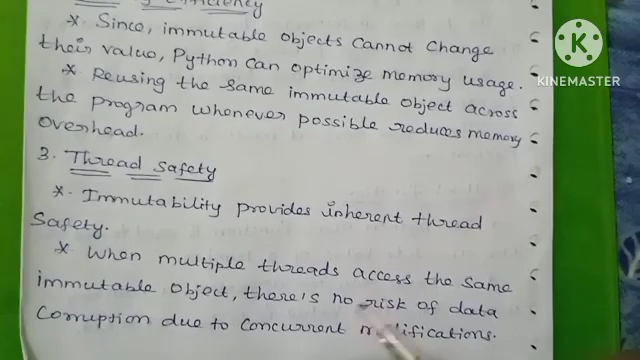 Efficiency
*. Since, immutable objects cannot change
their value, Python can optimize memory usage.
*. Reusing the same immutable object across
the program whenever possible reduces memory
overhead.
3. Thread Safety
*. Immutability provides inherent thread
safety.
*. When multiple threads access the same
immutable object, there's no risk of data
corruption due to concurrent modifications.
KINEMASTER